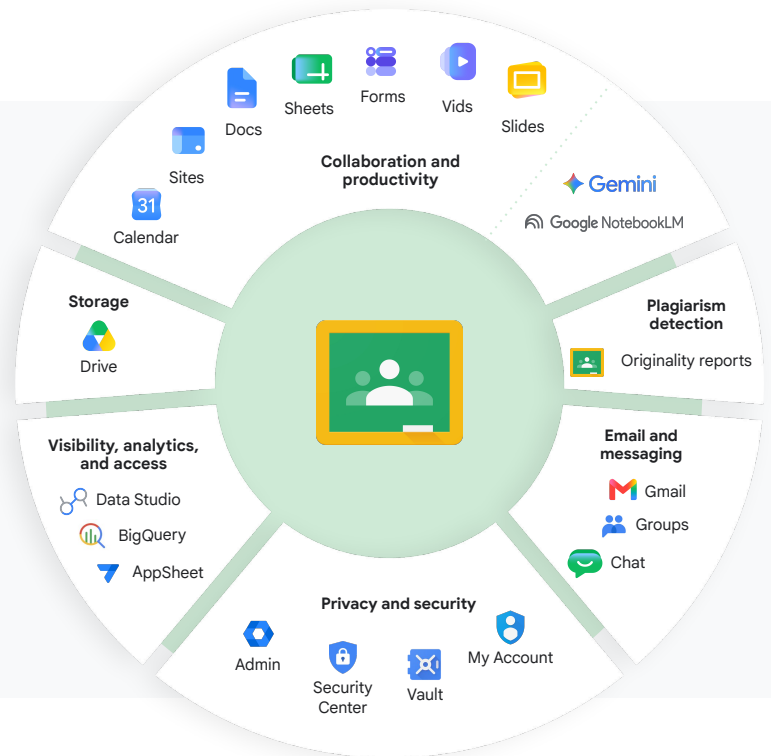 Forms
Vids
Sheets
Slides
Docs
Collaboration and
productivity
Sites
31
Calendar
Gemini
Google NotebookLM
Storage
Drive
Plagiarism
detection
Originality reports
Visibility, analytics,
and access
Data Studio
BigQuery
AppSheet
Email and
messaging
Gmail
Groups
Chat
Privacy and security
Admin
Security
Center
Vault
My Account